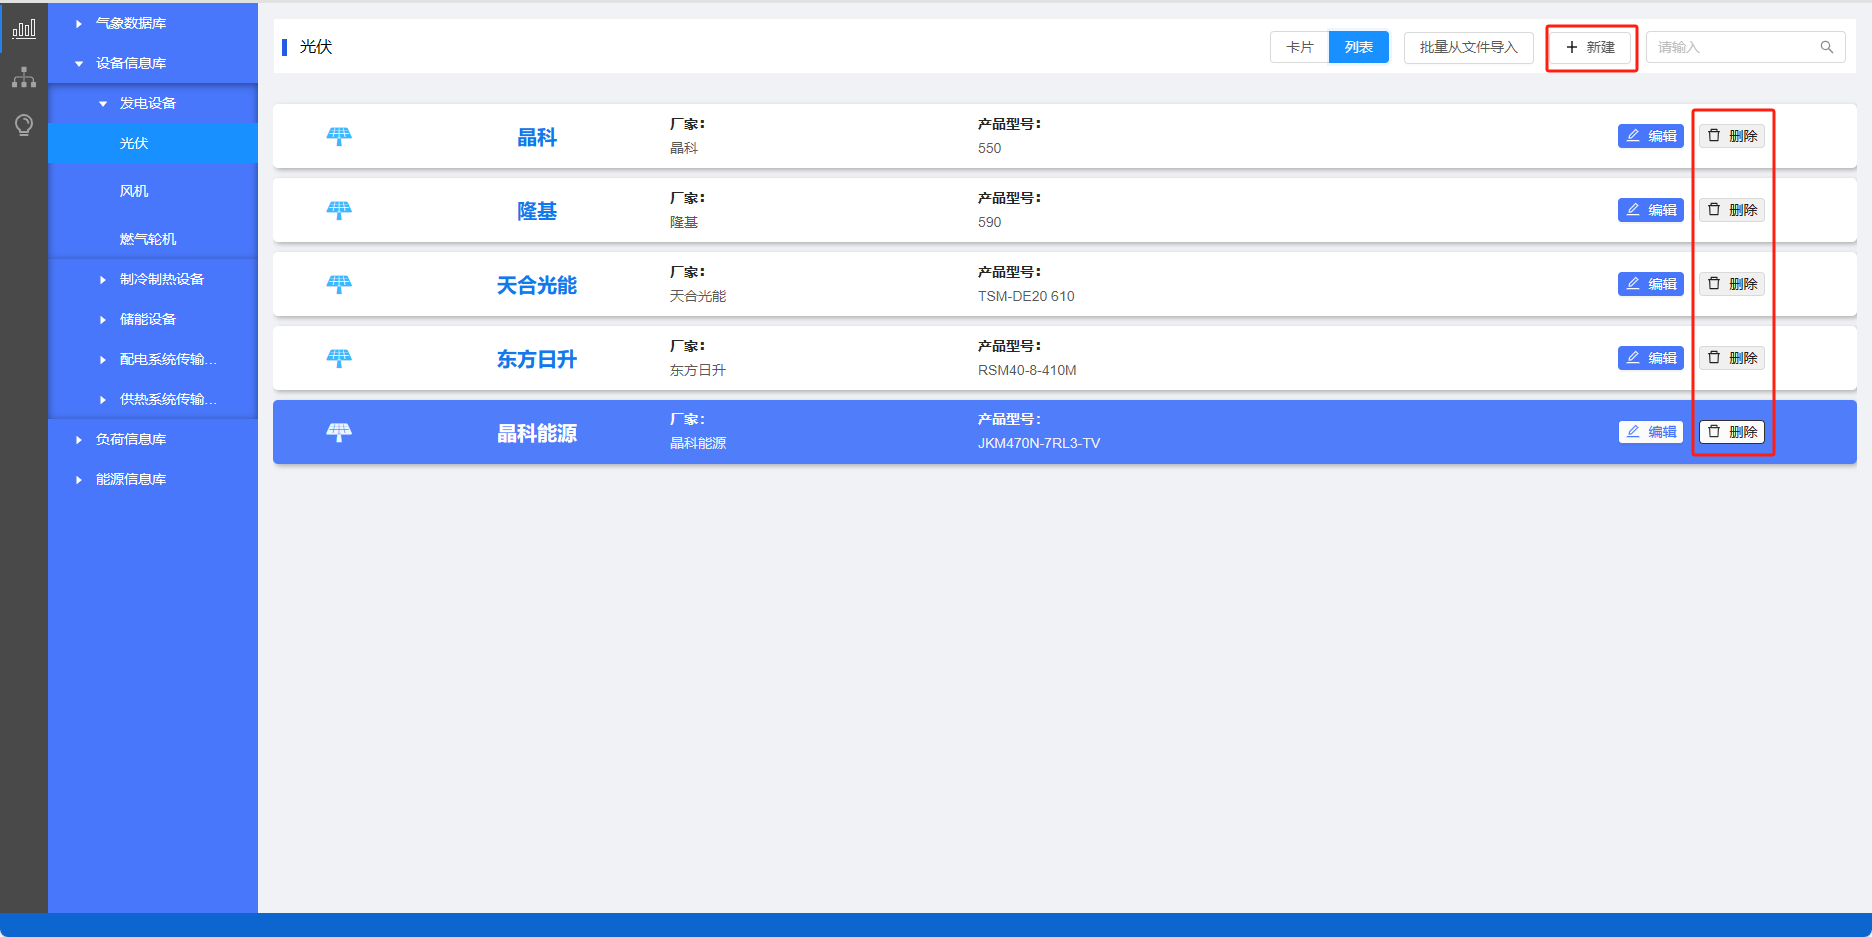 气象数据库
设备信息库
发电设备
光伏
风机
燃气轮机
制冷制热设备
储能设备
配电系统传输...
供热系统传输...
负荷信息库
能源信息库
光伏
卡片
列表
批量从文件导入
新建
请输入
晶科
厂家：
晶科
产品型号：
550
编辑
删除
隆基
厂家：
隆基
产品型号：
590
编辑
删除
天合光能
厂家：
天合光能
产品型号：
TSM-DE20 610
编辑
删除
东方日升
厂家：
东方日升
产品型号：
RSM40-8-410M
编辑
删除
晶科能源
厂家：
晶科能源
产品型号：
JKM470N-7RL3-TV
编辑
删除